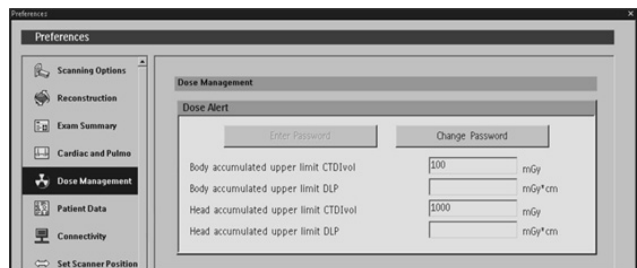 Preferences
Preferences
Scanning Options
Reconstruction
Exam Summary
Cardiac and Pulmo
Dose Management
Patient Data
Connectivity
Set Scanner Position
Dose Management
Dose Alert
Enter Password
Change Password
Body accumulated upper limit CTDIvol 100 mGy
Body accumulated upper limit DLP mGy*cm
Head accumulated upper limit CTDIvol 1000 mGy
Head accumulated upper limit DLP mGy*cm